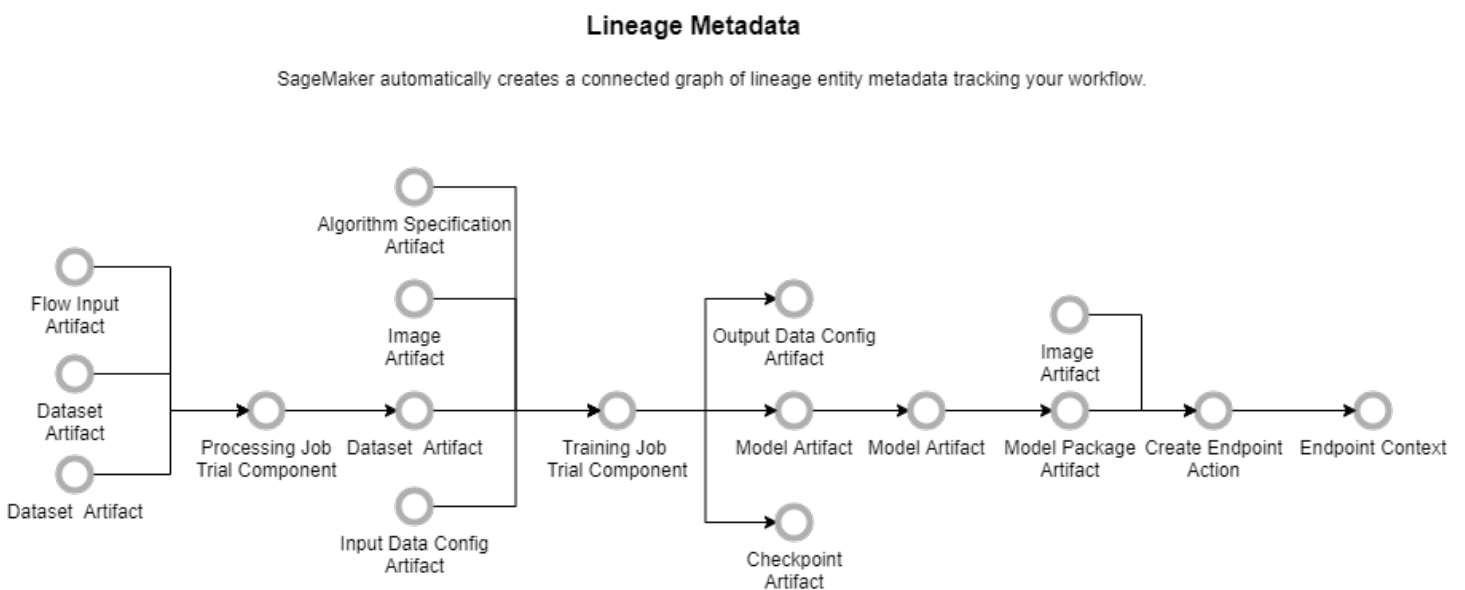 Lineage Metadata
SageMaker automatically creates a connected graph of lineage entity metadata tracking your workflow.
Algorithm Specification
Artifact
Flow Input
Artifact
Image
Artifact
Output Data Config
Artifact
Image
Artifact
Dataset
Artifact
Processing Job
Trial Component
Dataset Artifact
Training Job
Trial Component
Model Artifact
Model Artifact
Model Package
Artifact
Create Endpoint
Action
Endpoint Context
Dataset Artifact
Input Data Config
Artifact
Checkpoint
Artifact